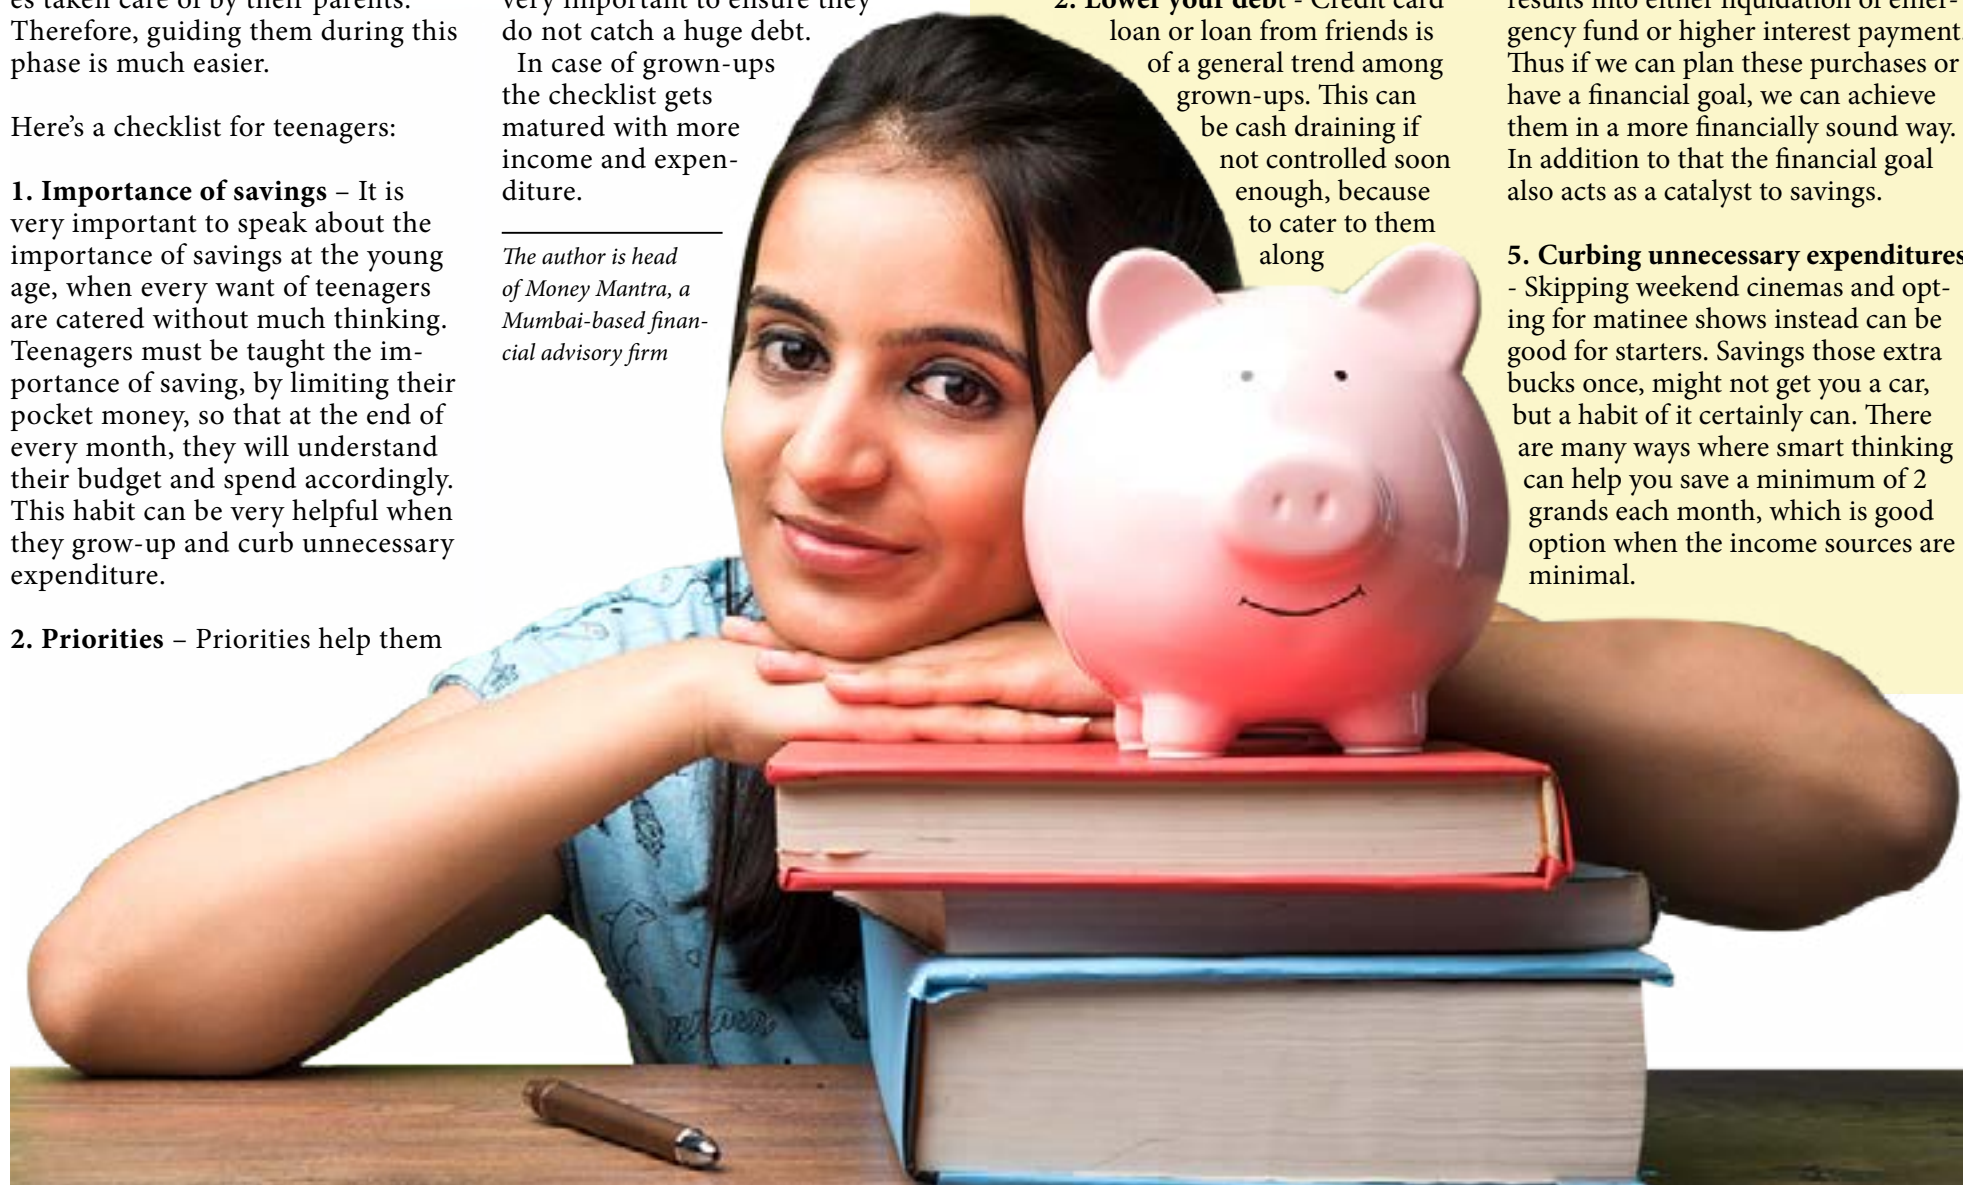 es taken care of by their parents.
Therefore, guiding them during this
phase is much easier.
Here’s a checklist for teenagers:
1. Importance of savings – It is
very important to speak about the
importance of savings at the young
age, when every want of teenagers
are catered without much thinking.
Teenagers must be taught the im-
portance of saving, by limiting their
pocket money, so that at the end of
every month, they will understand
their budget and spend accordingly.
This habit can be very helpful when
they grow-up and curb unnecessary
expenditure.
2. Priorities – Priorities help them
very important to ensure they
do not catch a huge debt.
In case of grown-ups
the checklist gets
matured with more
income and expen-
diture.
The author is head
of Money Mantra, a
Mumbai-based finan-
cial advisory firm
2. Lower your debt - Credit card
loan or loan from friends is
of a general trend among
grown-ups. This can
be cash draining if
not controlled soon
enough, because
to cater to them
along
results into either liquidation of emer-
gency fund or higher interest payment.
Thus if we can plan these purchases or
have a financial goal, we can achieve
them in a more financially sound way.
In addition to that the financial goal
also acts as a catalyst to savings.
5. Curbing unnecessary expenditures
- Skipping weekend cinemas and opt-
ing for matinee shows instead can be
good for starters. Savings those extra
bucks once, might not get you a car,
but a habit of it certainly can. There
are many ways where smart thinking
can help you save a minimum of 2
grands each month, which is good
option when the income sources are
minimal.